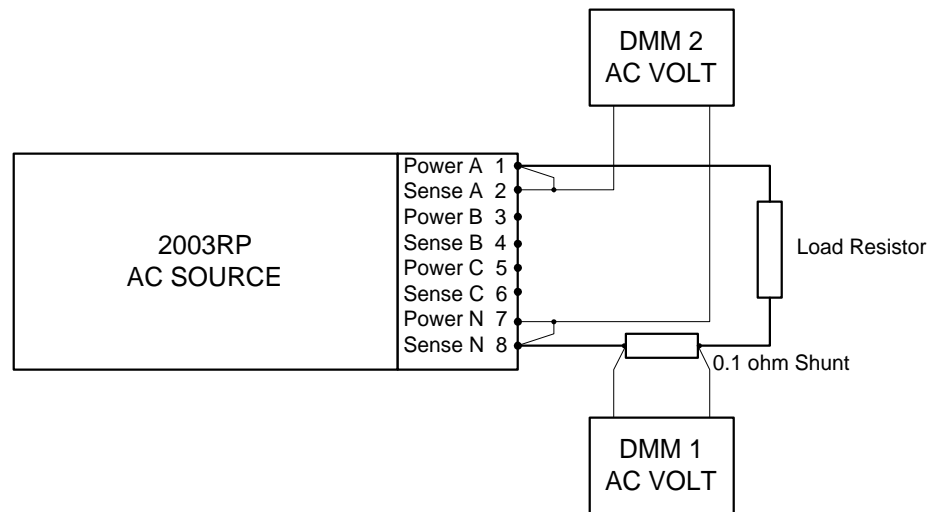 DMM 2
AC VOLT
Power A 1
Sense A 2
Power B 3
Sense B 4
Power C 5
Sense C 6
Power N 7
Sense N 8
2003RP
AC SOURCE
Load Resistor
0.1 ohm Shunt
DMM 1
AC VOLT